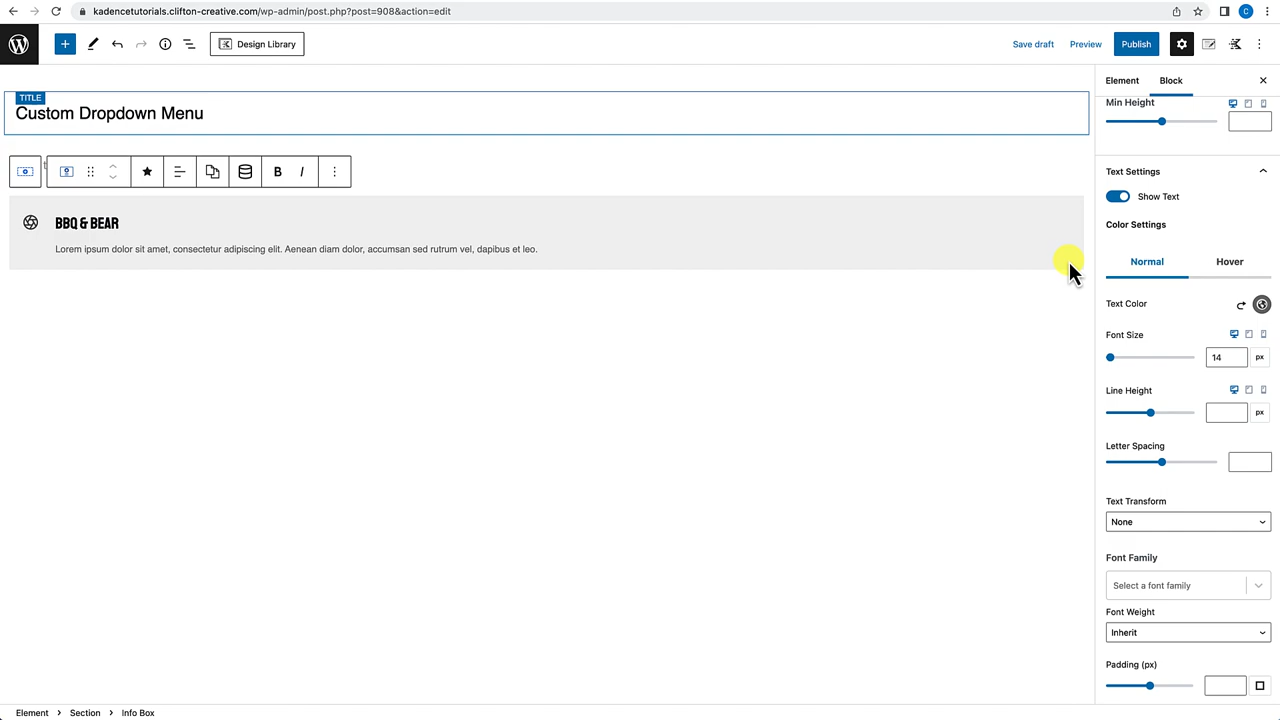 kadencetutorials.clifton-creative.com/wp-admin/post.php?post=908&action=edit
C
Design Library
Save draft
Preview
Publish
Element
Block
TITLE
Custom Dropdown Menu
B
I
BBQ & BEAR
Lorem ipsum dolor sit amet, consectetur adipiscing elit. Aenean diam dolor, accumsan sed rutrum vel, dapibus et leo.
Min Height
Text Settings
Show Text
Color Settings
Normal
Hover
Text Color
Font Size
14
px
Line Height
px
Letter Spacing
Text Transform
None
Font Family
Select a font family
Font Weight
Inherit
Padding (px)
Element
Section
Info Box